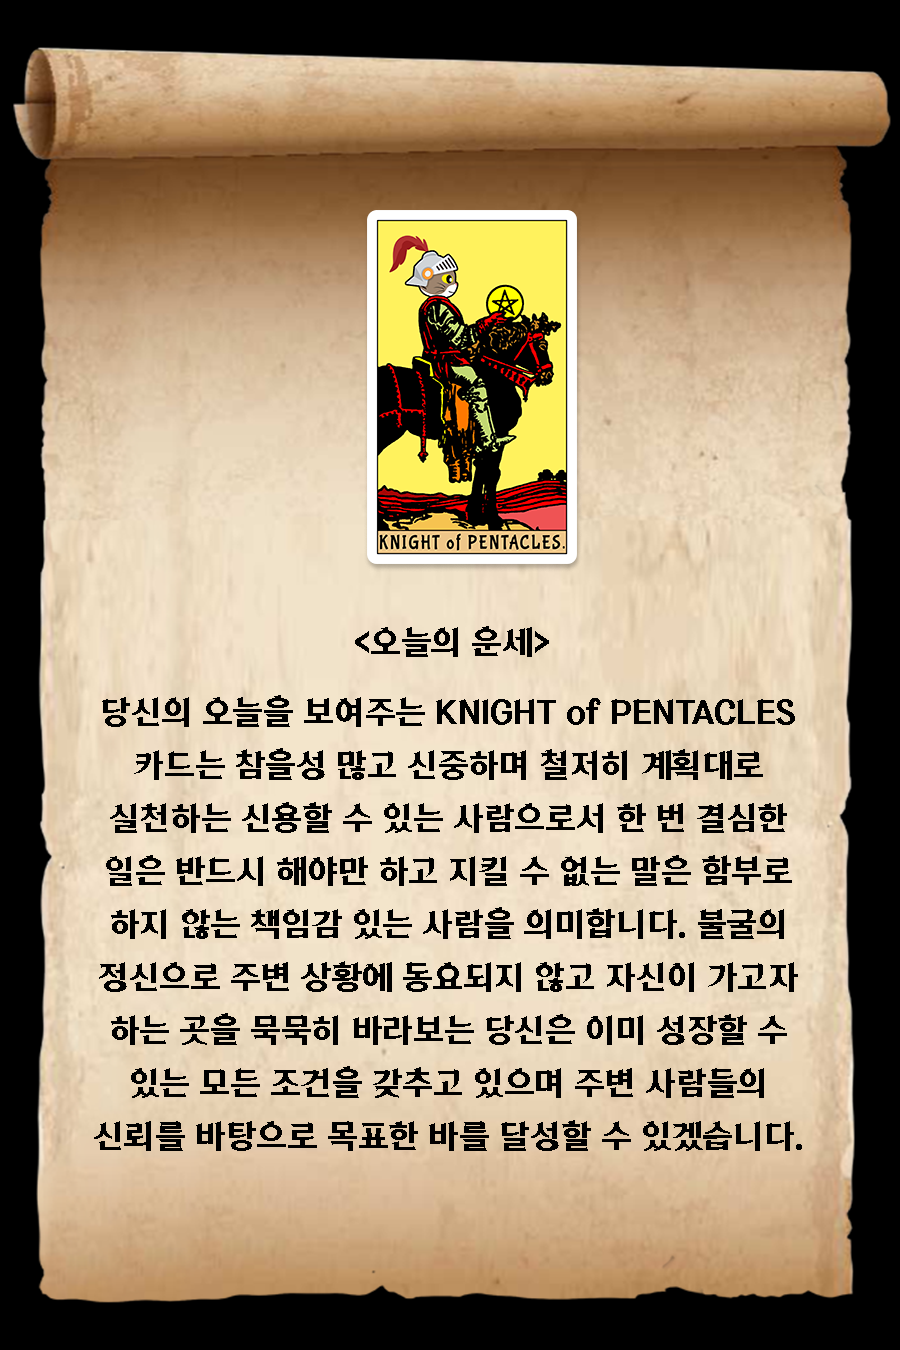 KNIGHT of PENTACLES.
<오늘의 운세>
당신의 오늘을 보여주는 KNIGHT of PENTACLES
카드는 참을성 많고 신중하며 철저히 계획대로
실천하는 신용할 수 있는 사람으로서 한 번 결심한
일은 반드시 해야만 하고 지킬 수 없는 말은 함부로
하지 않는 책임감 있는 사람을 의미합니다. 불굴의
정신으로 주변 상황에 동요되지 않고 자신이 가고자
하는 곳을 묵묵히 바라보는 당신은 이미 성장할 수
있는 모든 조건을 갖추고 있으며 주변 사람들의
신뢰를 바탕으로 목표한 바를 달성할 수 있겠습니다.